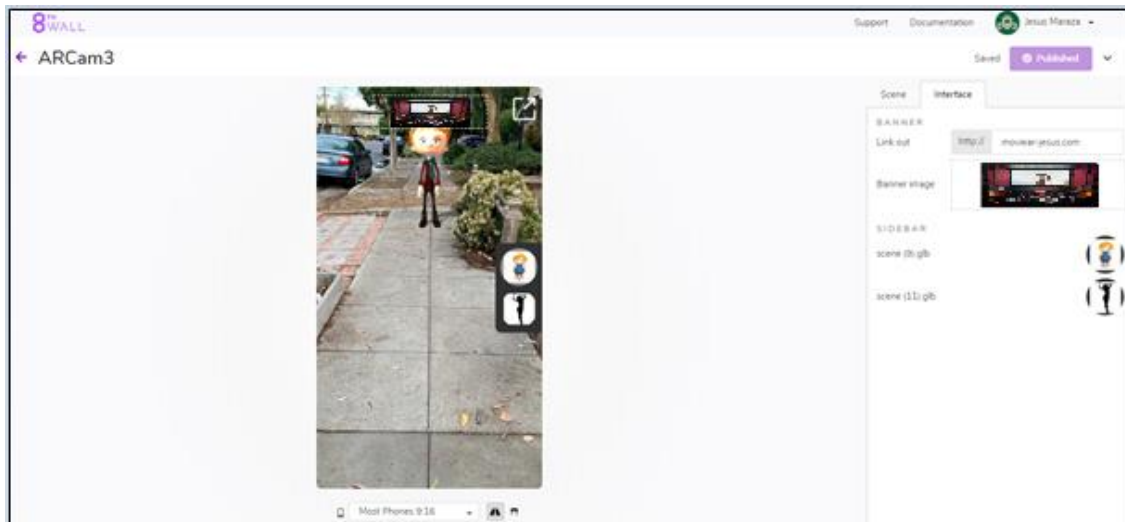 8TH WALL
Support Documentation Jesus Maraza
ARCam3
Saved Published
Scene Interface
BANNER
Link out http:// moviear-jesus.com
Banner image
SIDEBAR
scene (9).glb
scene (11).glb
Most Phones 9:16